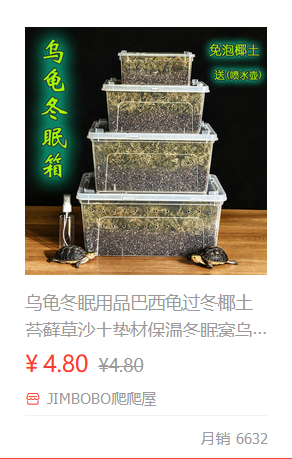 乌龟冬眠箱
免泡椰土
送(喷水壶)
乌龟冬眠用品巴西龟过冬椰土
苔藓草沙土垫材保温冬眠窝乌...
¥ 4.80 ¥4.80
JIMBOBO爬爬屋
月销 6632